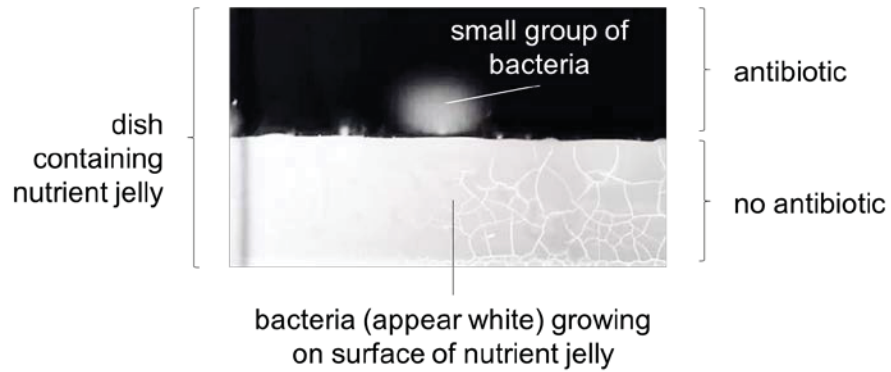 small group of
bacteria
antibiotic
dish
containing
nutrient jelly
no antibiotic
bacteria (appear white) growing
on surface of nutrient jelly